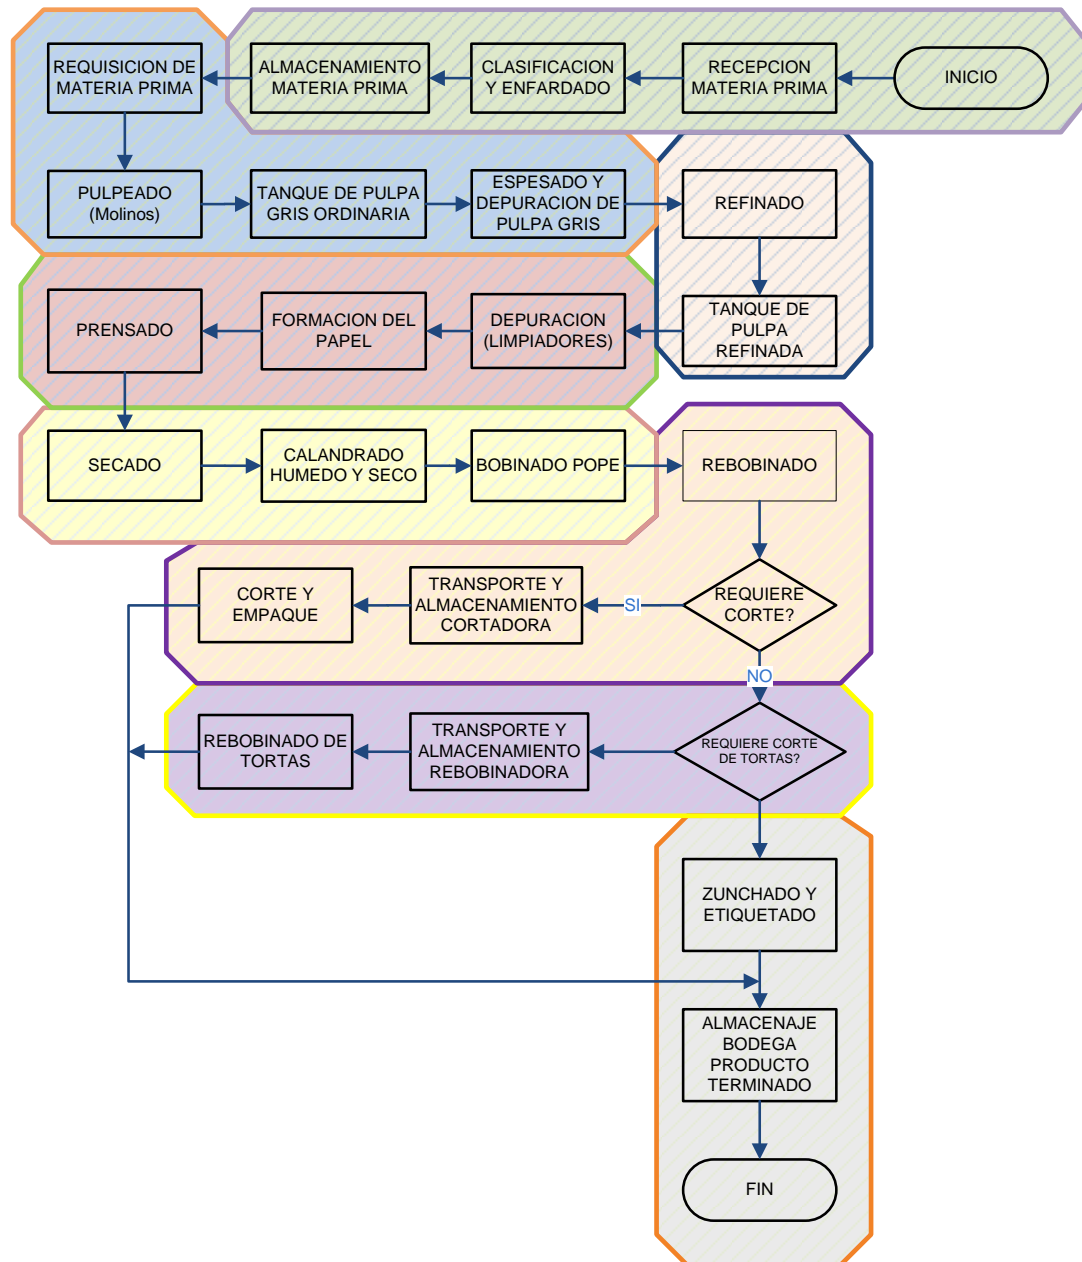 INICIO
RECEPCION
MATERIA PRIMA
CLASIFICACION
Y ENFARDADO
ALMACENAMIENTO
MATERIA PRIMA
REQUISICION DE
MATERIA PRIMA
PULPEADO
(Molinos)
TANQUE DE PULPA
GRIS ORDINARIA
ESPESADO Y
DEPURACION DE
PULPA GRIS
REFINADO
TANQUE DE
PULPA
REFINADA
DEPURACION
(LIMPIADORES)
FORMACION DEL
PAPEL
PRENSADO
SECADO
CALANDRADO
HUMEDO Y SECO
BOBINADO POPE
REBOBINADO
REQUIERE
CORTE?
SI
TRANSPORTE Y
ALMACENAMIENTO
CORTADORA
CORTE Y
EMPAQUE
NO
REQUIERE CORTE
DE TORTAS?
TRANSPORTE Y
ALMACENAMIENTO
REBOBINADORA
REBOBINADO DE
TORTAS
ZUNCHADO Y
ETIQUETADO
ALMACENAJE
BODEGA
PRODUCTO
TERMINADO
FIN